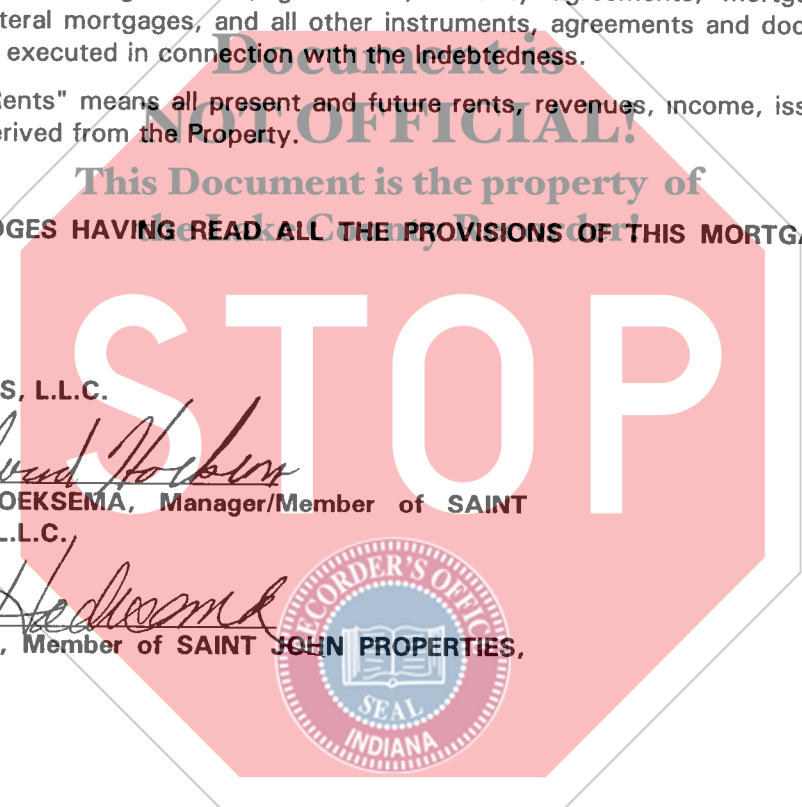 teral mortgages, and all other instruments, agreements and doc
executed in connection with the Indebtedness.
Document is
ents" means all present and future rents, revenues, income, iss
NOT OFFICIAL!
erived from the Property.
This Document is the property of
the Lake County Recorder!
GES HAVING READ ALL THE PROVISIONS OF THIS MORTGA
STOP
S, L.L.C.
OEKSEMA, Manager/Member of SAINT
L.L.C.
RECORDER'S OFFICE
, Member of SAINT JOHN PROPERTIES,
SEAL
INDIANA